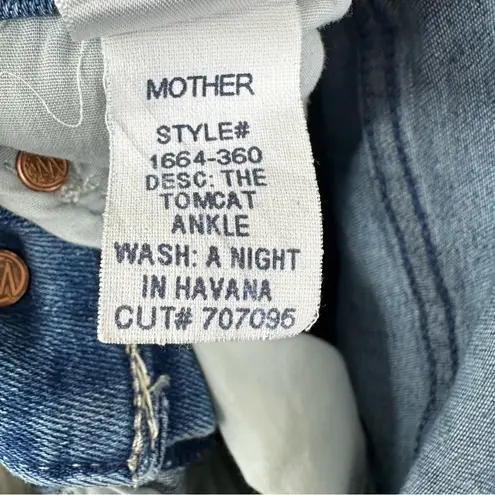 MOTHER
STYLE#
1664-360
DESC: THE
TOMCAT
ANKLE
WASH: A NIGHT
IN HAVANA
CUT# 707095